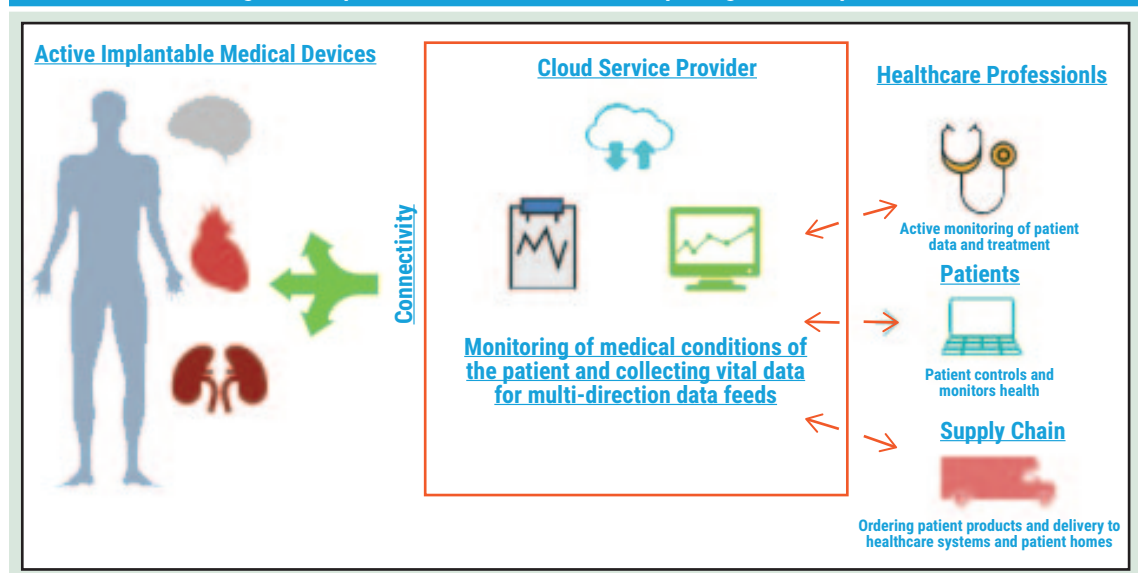 Active Implantable Medical Devices
Cloud Service Provider
Healthcare Professionls
Connectivity
Active monitoring of patient
data and treatment
Patients
Monitoring of medical conditions of
the patient and collecting vital data
for multi-direction data feeds
Patient controls and
monitors health
Supply Chain
Ordering patient products and delivery to
healthcare systems and patient homes